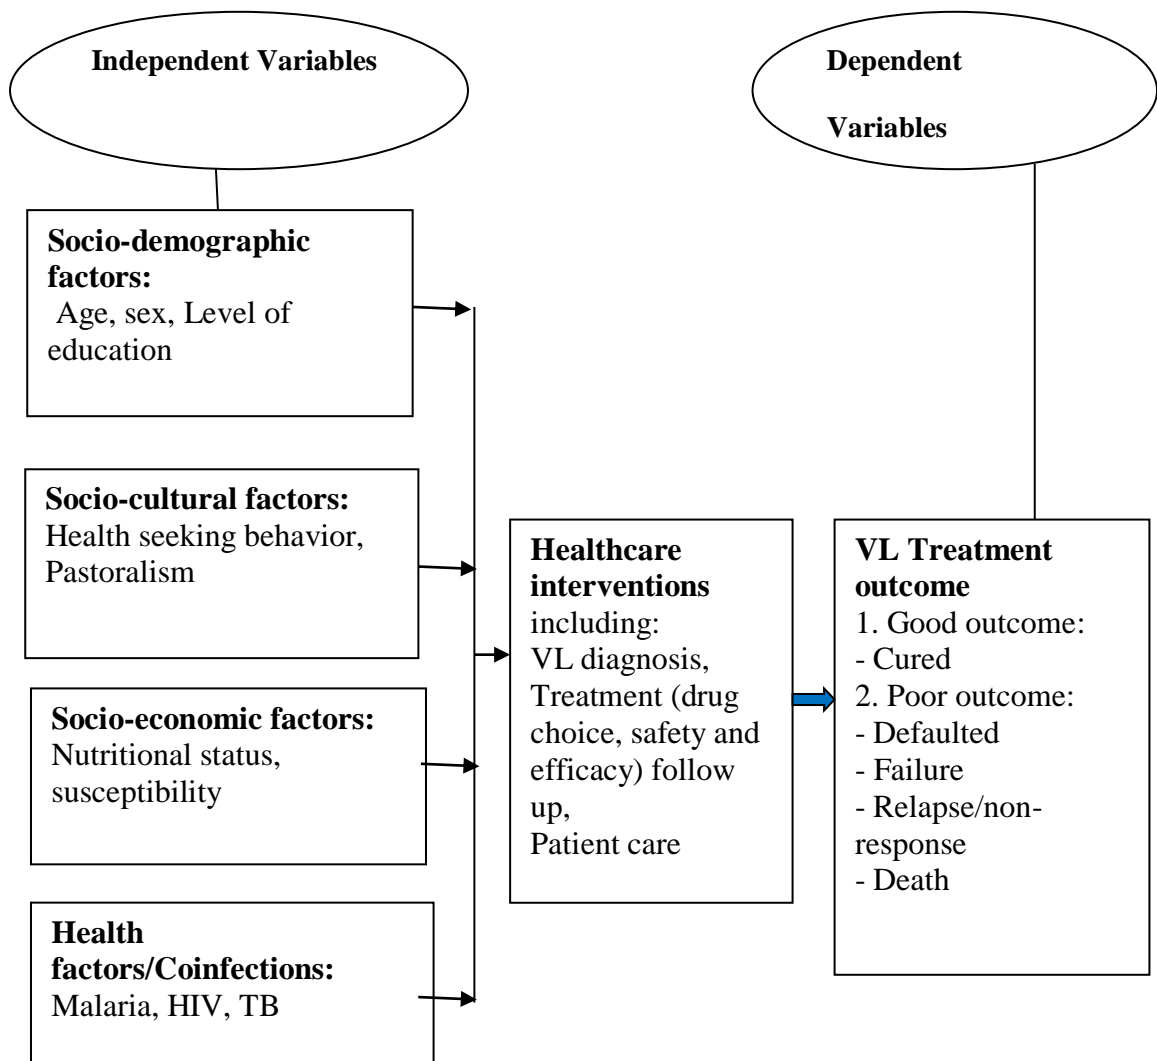 Independent Variables
Dependent
Variables
Socio-demographic
factors:
Age, sex, Level of
education
Socio-cultural factors:
Health seeking behavior,
Pastoralism
Socio-economic factors:
Nutritional status,
susceptibility
Health
factors/Coinfections:
Malaria, HIV, TB
Healthcare
interventions
including:
VL diagnosis,
Treatment (drug
choice, safety and
efficacy) follow
up,
Patient care
VL Treatment
outcome
1. Good outcome:
- Cured
2. Poor outcome:
- Defaulted
- Failure
- Relapse/non-
response
- Death